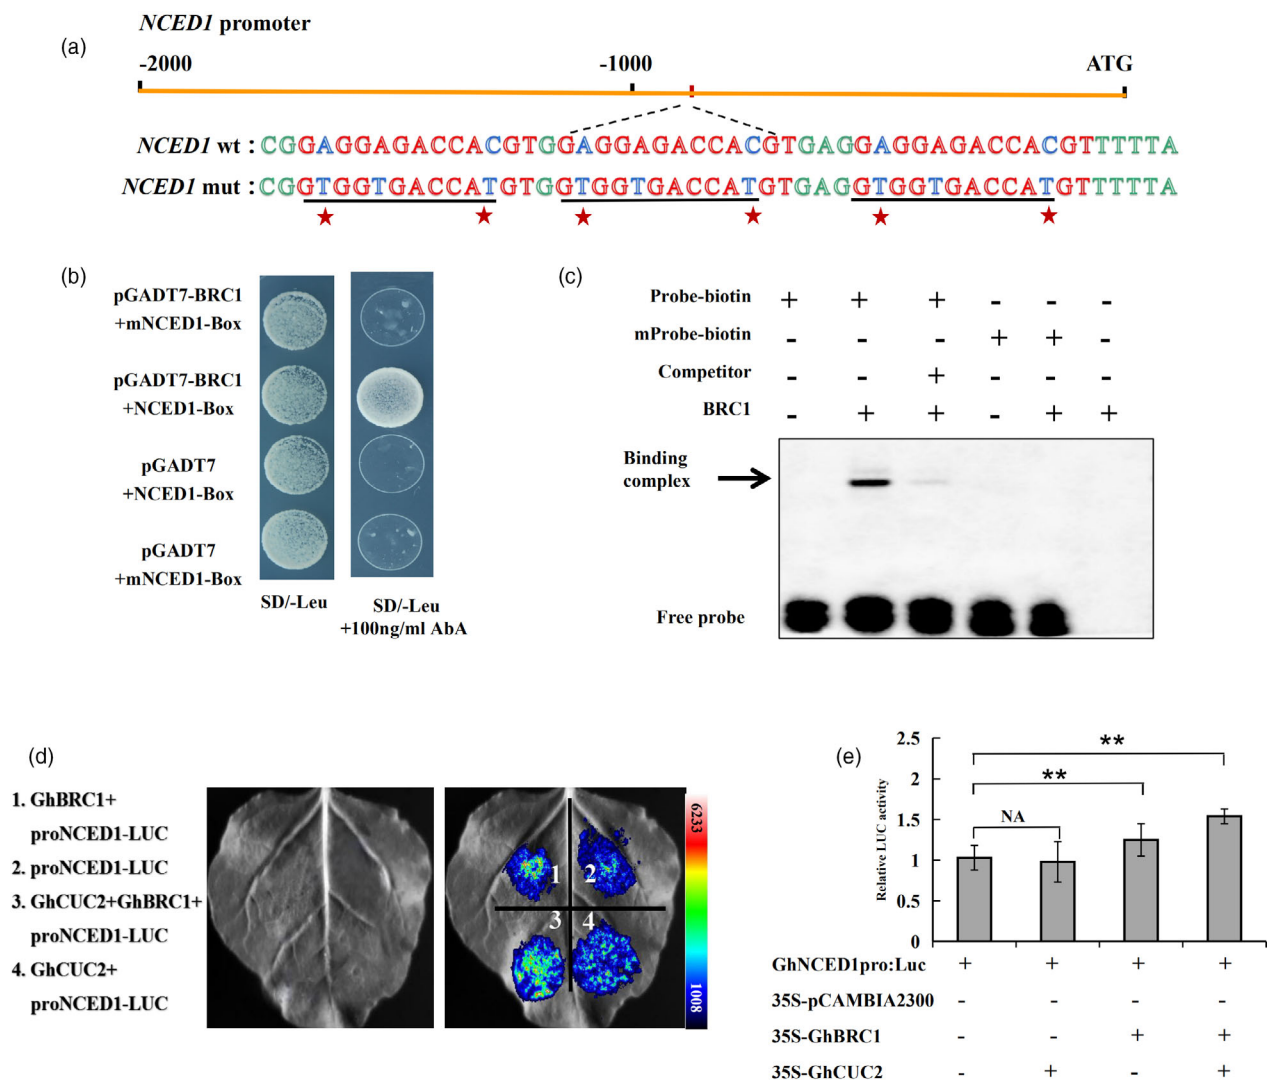 (a)
NCED1 promoter
-2000 -1000 ATG
NCED1 wt : CGGAGGAGACCACGTGGGAGGAGACCACGTGAGGAGGAGACCACGTTTTTA
NCED1 mut : CGGTGGTGACCATGTGGGTGGTGACCATGTGAGGTGGTGACCATGTTTTTA
(b)
pGADT7-BRC1
+mNCED1-Box
pGADT7-BRC1
+NCED1-Box
pGADT7
+NCED1-Box
pGADT7
+mNCED1-Box
SD/-Leu
SD/-Leu
+100ng/ml AbA
(c)
Probe-biotin + + + - - -
mProbe-biotin - - - + + -
Competitor - - + - - -
BRC1 - + + - + +
Binding
complex
Free probe
(d)
1. GhBRC1+
proNCED1-LUC
2. proNCED1-LUC
3. GhCUC2+GhBRC1+
proNCED1-LUC
4. GhCUC2+
proNCED1-LUC
1 2
3 4
6233
1008
(e)
Relative LUC activity
2.5
2
1.5
1
0.5
0
**
**
NA
GhNCED1pro:Luc + + + +
35S-pCAMBIA2300 - - - -
35S-GhBRC1 - - + +
35S-GhCUC2 - + - +